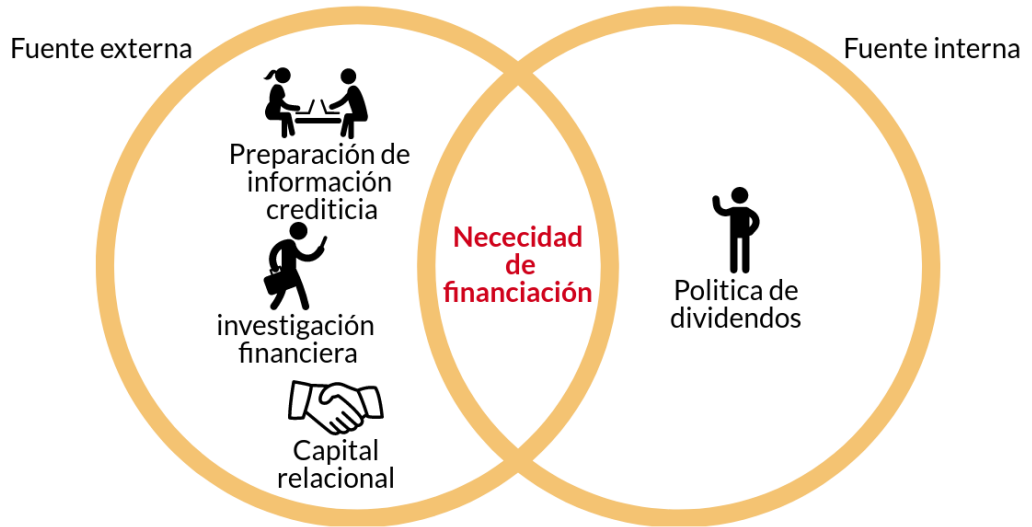 Fuente externa
Fuente interna
Preparación de
información
crediticia
investigación
financiera
Capital
relacional
Nececidad
de
financiación
Politica de
dividendos